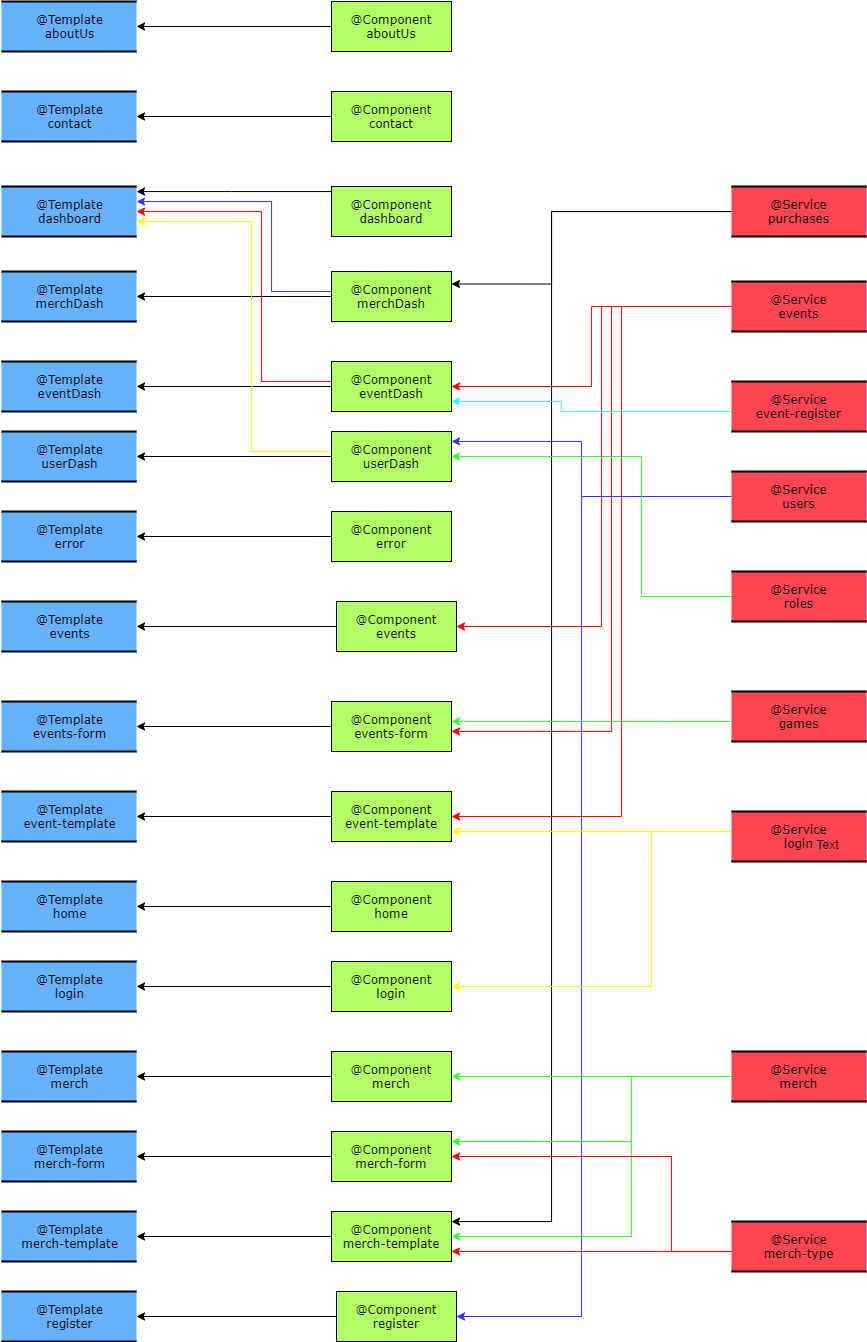 @Template
aboutUs
@Component
aboutUs
@Template
contact
@Component
contact
@Template
dashboard
@Component
dashboard
@Service
purchases
@Template
merchDash
@Component
merchDash
@Service
events
@Template
eventDash
@Component
eventDash
@Service
event-register
@Template
userDash
@Component
userDash
@Service
users
@Template
error
@Component
error
@Service
roles
@Template
events
@Component
events
@Template
events-form
@Component
events-form
@Service
games
@Template
event-template
@Component
event-template
@Service
login Text
@Template
home
@Component
home
@Template
login
@Component
login
@Template
merch
@Component
merch
@Service
merch
@Template
merch-form
@Component
merch-form
@Template
merch-template
@Component
merch-template
@Service
merch-type
@Template
register
@Component
register